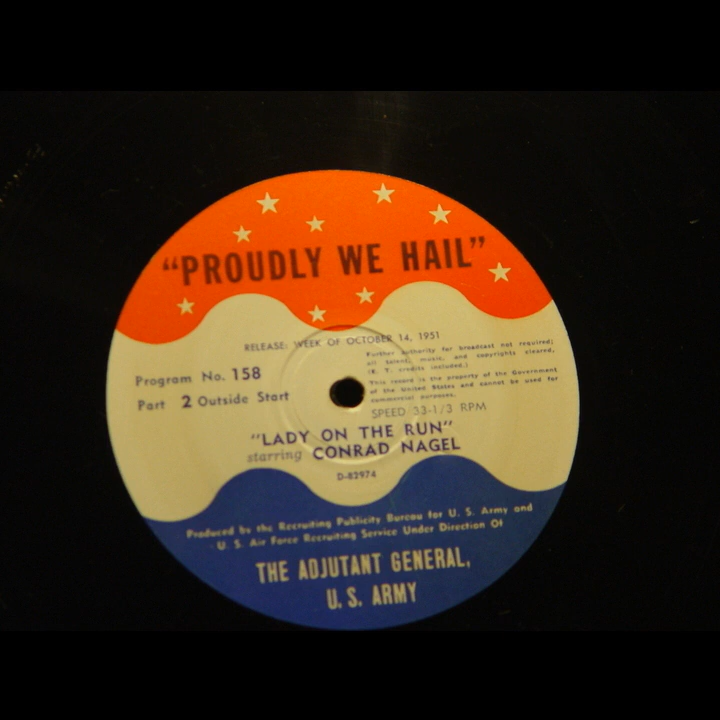 "PROUDLY WE HAIL"
RELEASE: WEEK OF OCTOBER 14, 1951
Further authority for broadcast not required;
all talent, music, and copyrights cleared.
(E. T. credits included.)
This record is the property of the Government
of the United States and cannot be used for
commercial purposes.
Program No. 158
Part 2 Outside Start
SPEED 33-1/3 RPM
"LADY ON THE RUN"
starring CONRAD NAGEL
D-82974
Produced by the Recruiting Publicity Bureau for U. S. Army and
U. S. Air Force Recruiting Service Under Direction Of
THE ADJUTANT GENERAL,
U. S. ARMY